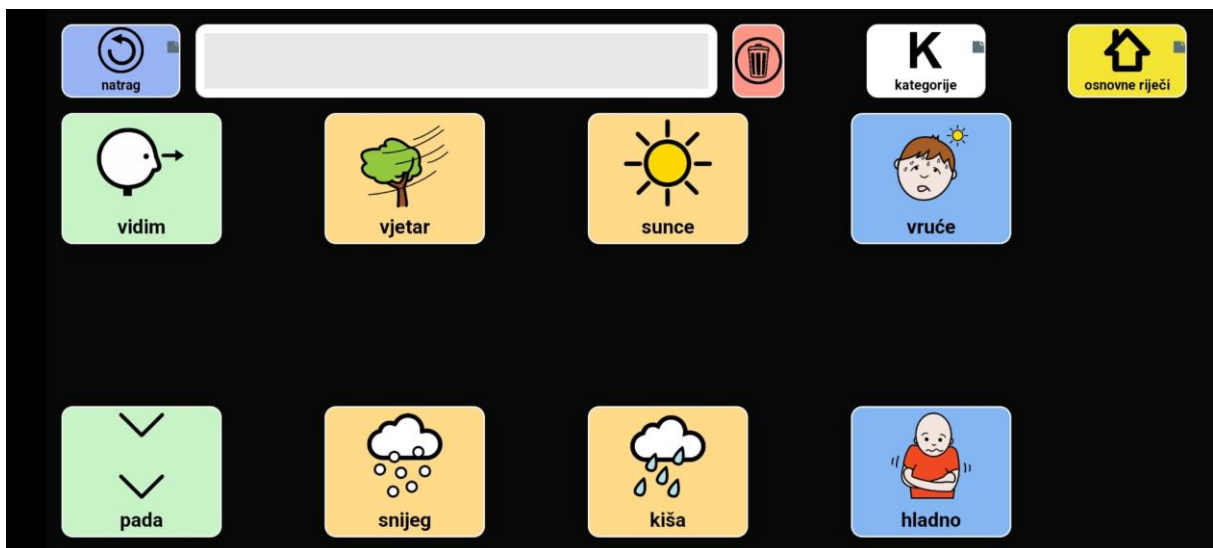 natrag
K
kategorije
osnovne riječi
vidim
vjetar
sunce
vruće
pada
snijeg
kiša
hladno